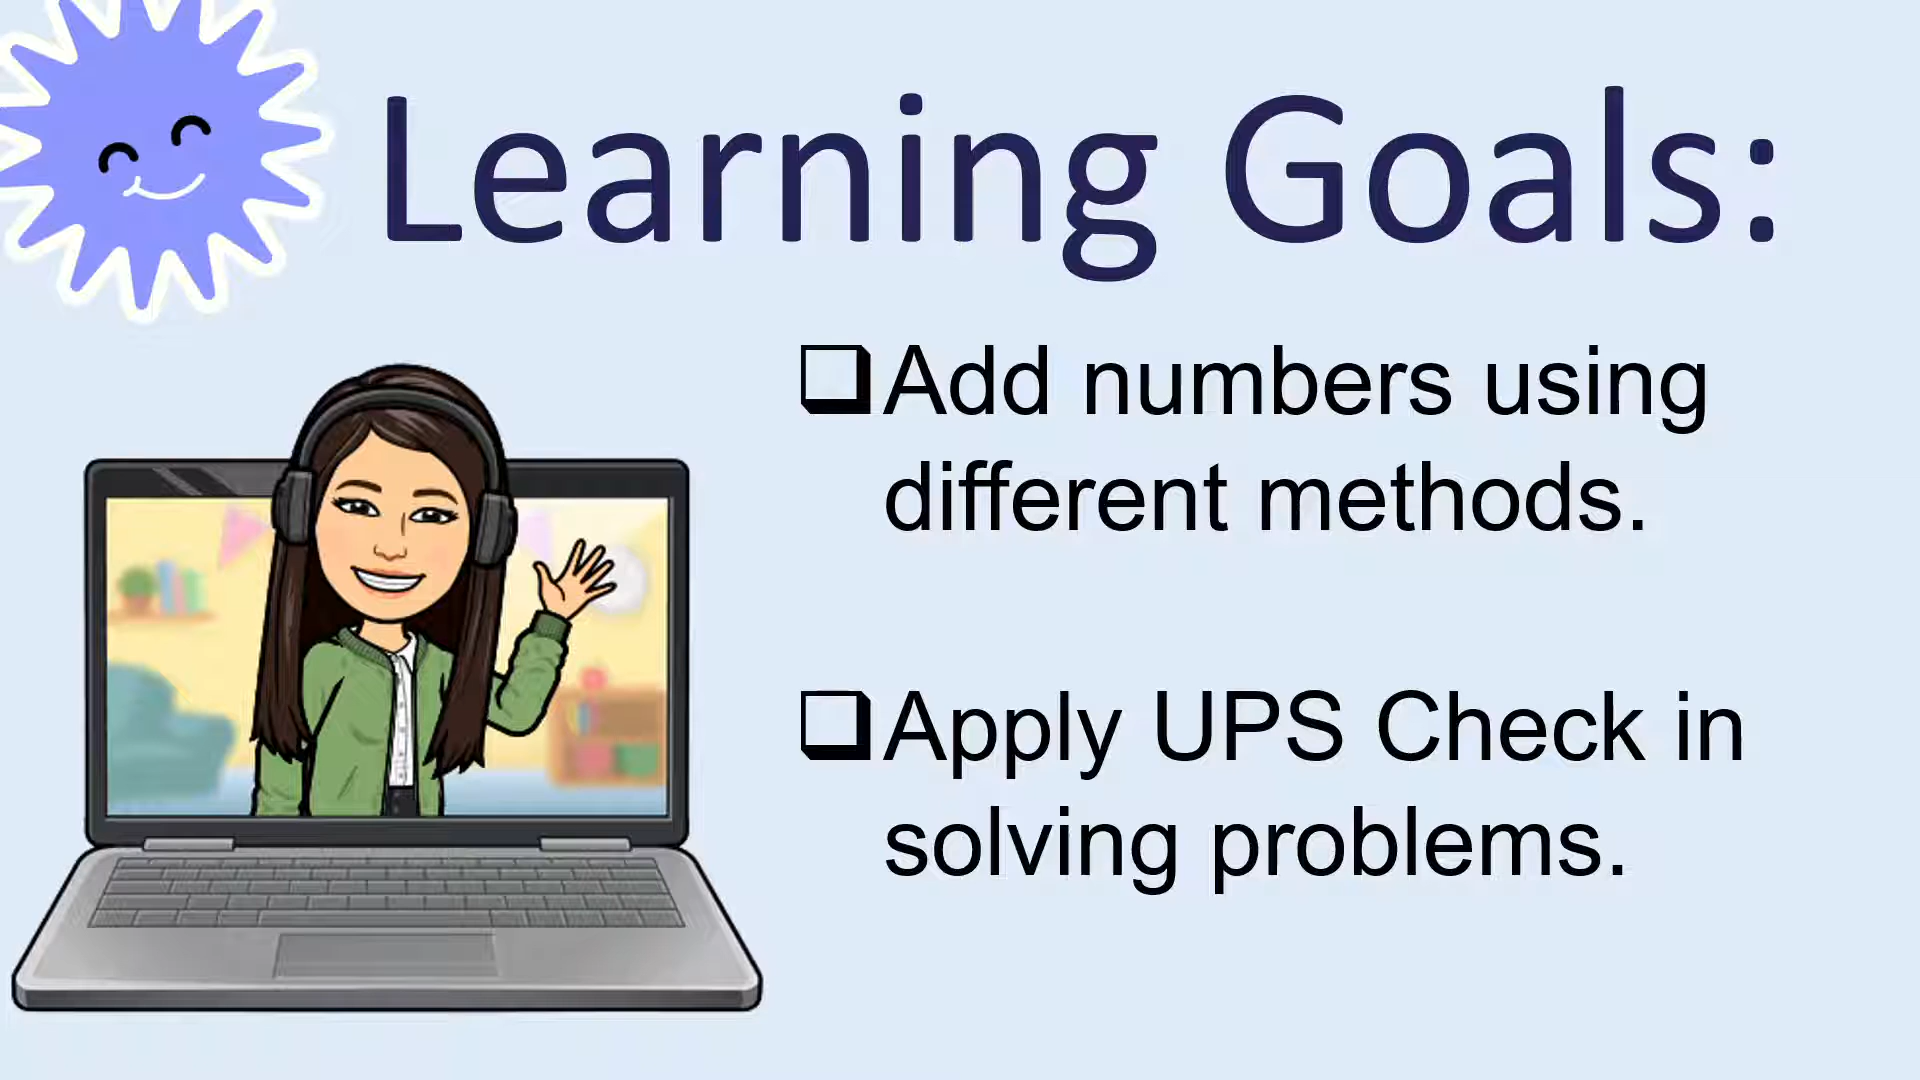 Learning Goals:
Add numbers using
different methods.
Apply UPS Check in
solving problems.